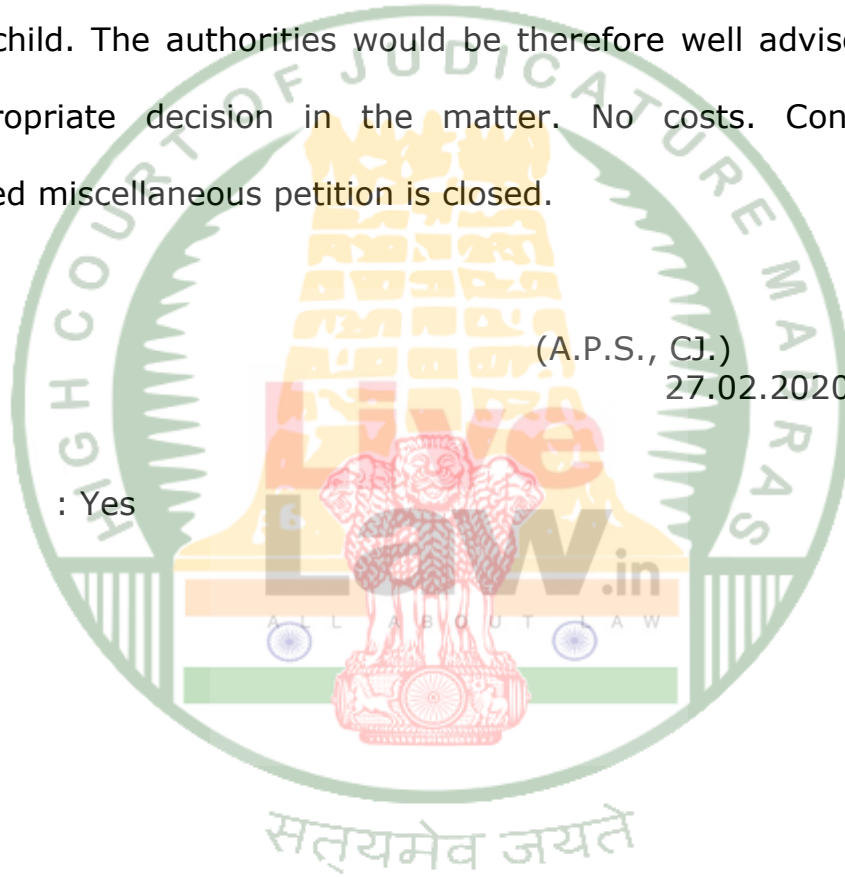 child. The authorities would be therefore well advise
ropriate decision in the matter. No costs. Con
ed miscellaneous petition is closed.
(A.P.S., CJ.)
27.02.2020
: Yes
HIGH COURT OF JUDICATURE MADRAS
Live
Law.in
ALL ABOUT LAW
सत्यमेव जयते